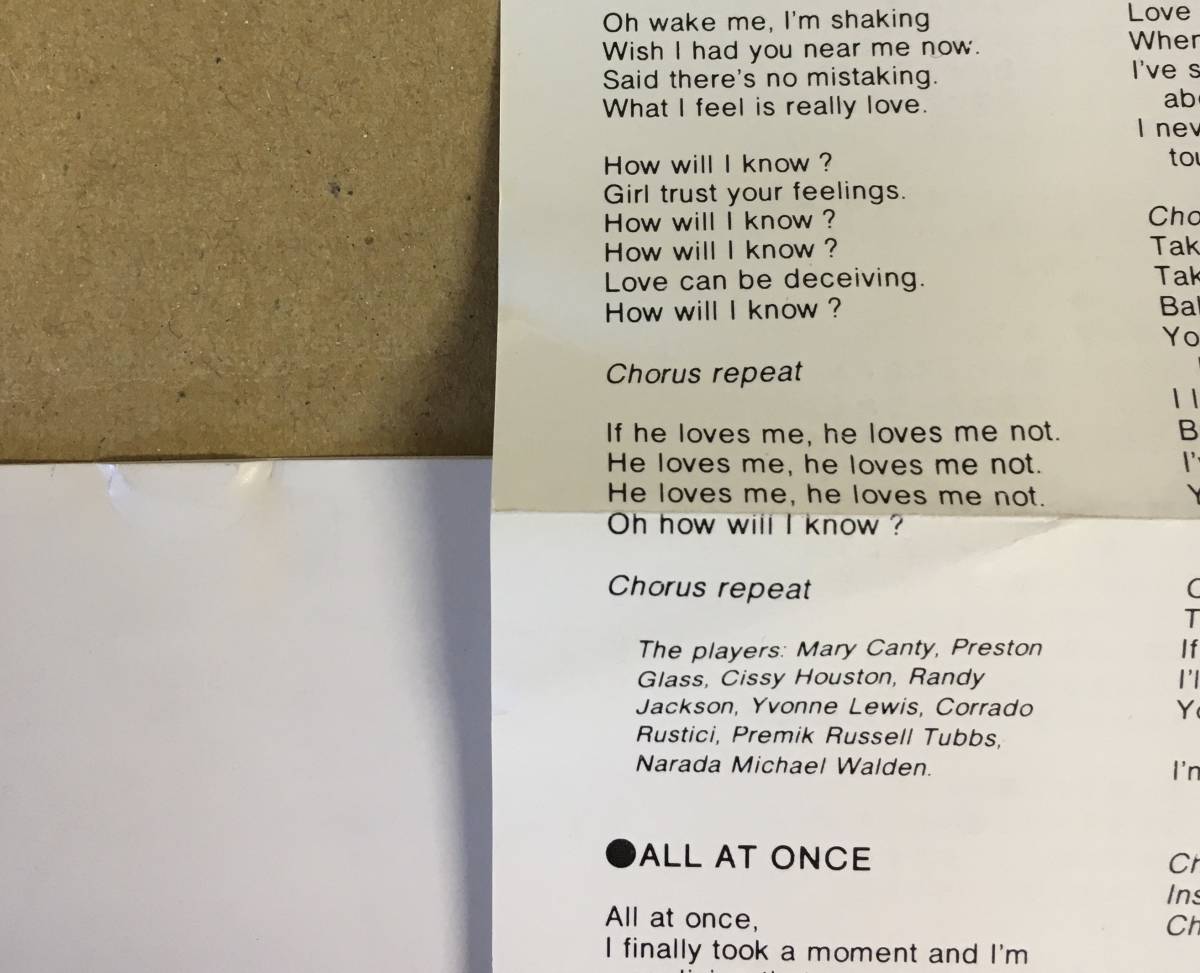 Oh wake me, I'm shaking
Wish I had you near me now.
Said there's no mistaking.
What I feel is really love.
How will I know ?
Girl trust your feelings.
How will I know ?
How will I know ?
Love can be deceiving.
How will I know ?
Chorus repeat
If he loves me, he loves me not.
He loves me, he loves me not.
He loves me, he loves me not.
Oh how will I know ?
Chorus repeat
The players: Mary Canty, Preston
Glass, Cissy Houston, Randy
Jackson, Yvonne Lewis, Corrado
Rustici, Premik Russell Tubbs,
Narada Michael Walden.
●ALL AT ONCE
All at once,
I finally took a moment and I'm
Love
I've
I
If